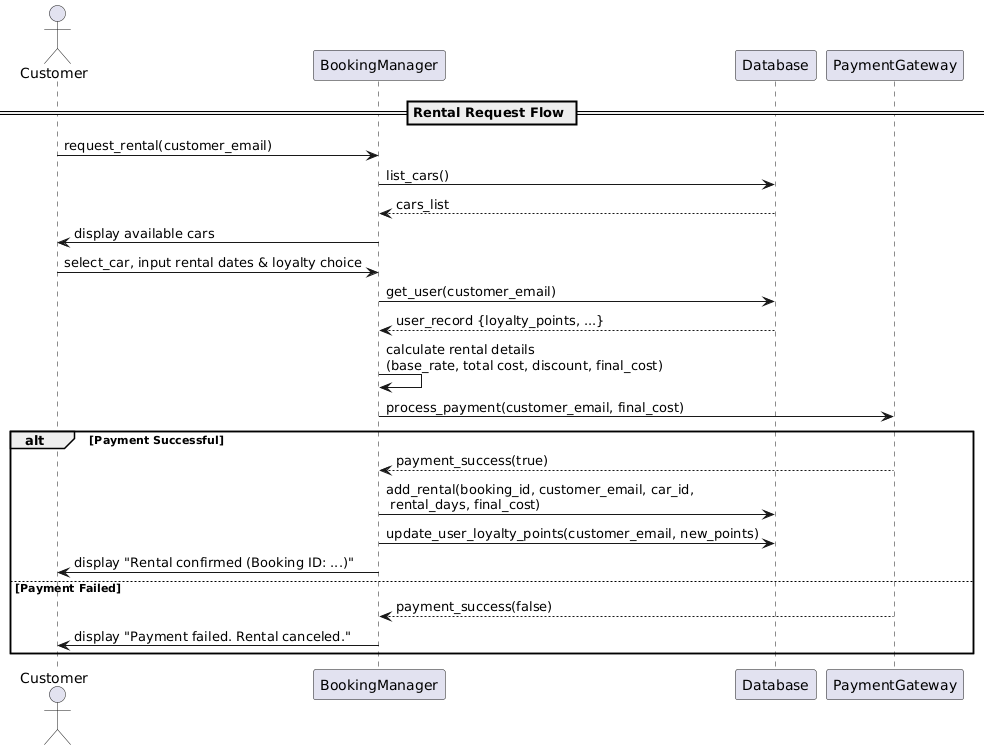 Customer
BookingManager
Database
PaymentGateway
Rental Request Flow
request_rental(customer_email)
list_cars()
cars_list
display available cars
select_car, input rental dates & loyalty choice
get_user(customer_email)
user_record {loyalty_points, ...}
calculate rental details
(base_rate, total cost, discount, final_cost)
process_payment(customer_email, final_cost)
alt
[Payment Successful]
payment_success(true)
add_rental(booking_id, customer_email, car_id,
rental_days, final_cost)
update_user_loyalty_points(customer_email, new_points)
display "Rental confirmed (Booking ID: ...)"
[Payment Failed]
payment_success(false)
display "Payment failed. Rental canceled."
Customer
BookingManager
Database
PaymentGateway